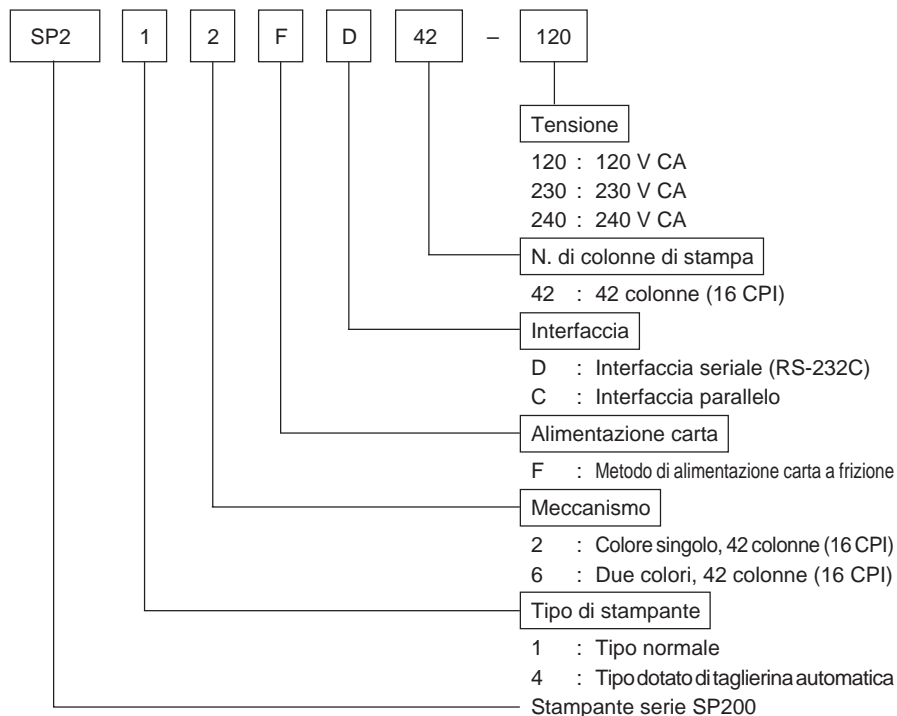 SP2 1 2 F D 42 – 120
Tensione
120 : 120 V CA
230 : 230 V CA
240 : 240 V CA
N. di colonne di stampa
42 : 42 colonne (16 CPI)
Interfaccia
D : Interfaccia seriale (RS-232C)
C : Interfaccia parallelo
Alimentazione carta
F : Metodo di alimentazione carta a frizione
Meccanismo
2 : Colore singolo, 42 colonne (16 CPI)
6 : Due colori, 42 colonne (16 CPI)
Tipo di stampante
1 : Tipo normale
4 : Tipo dotato di taglierina automatica
Stampante serie SP200